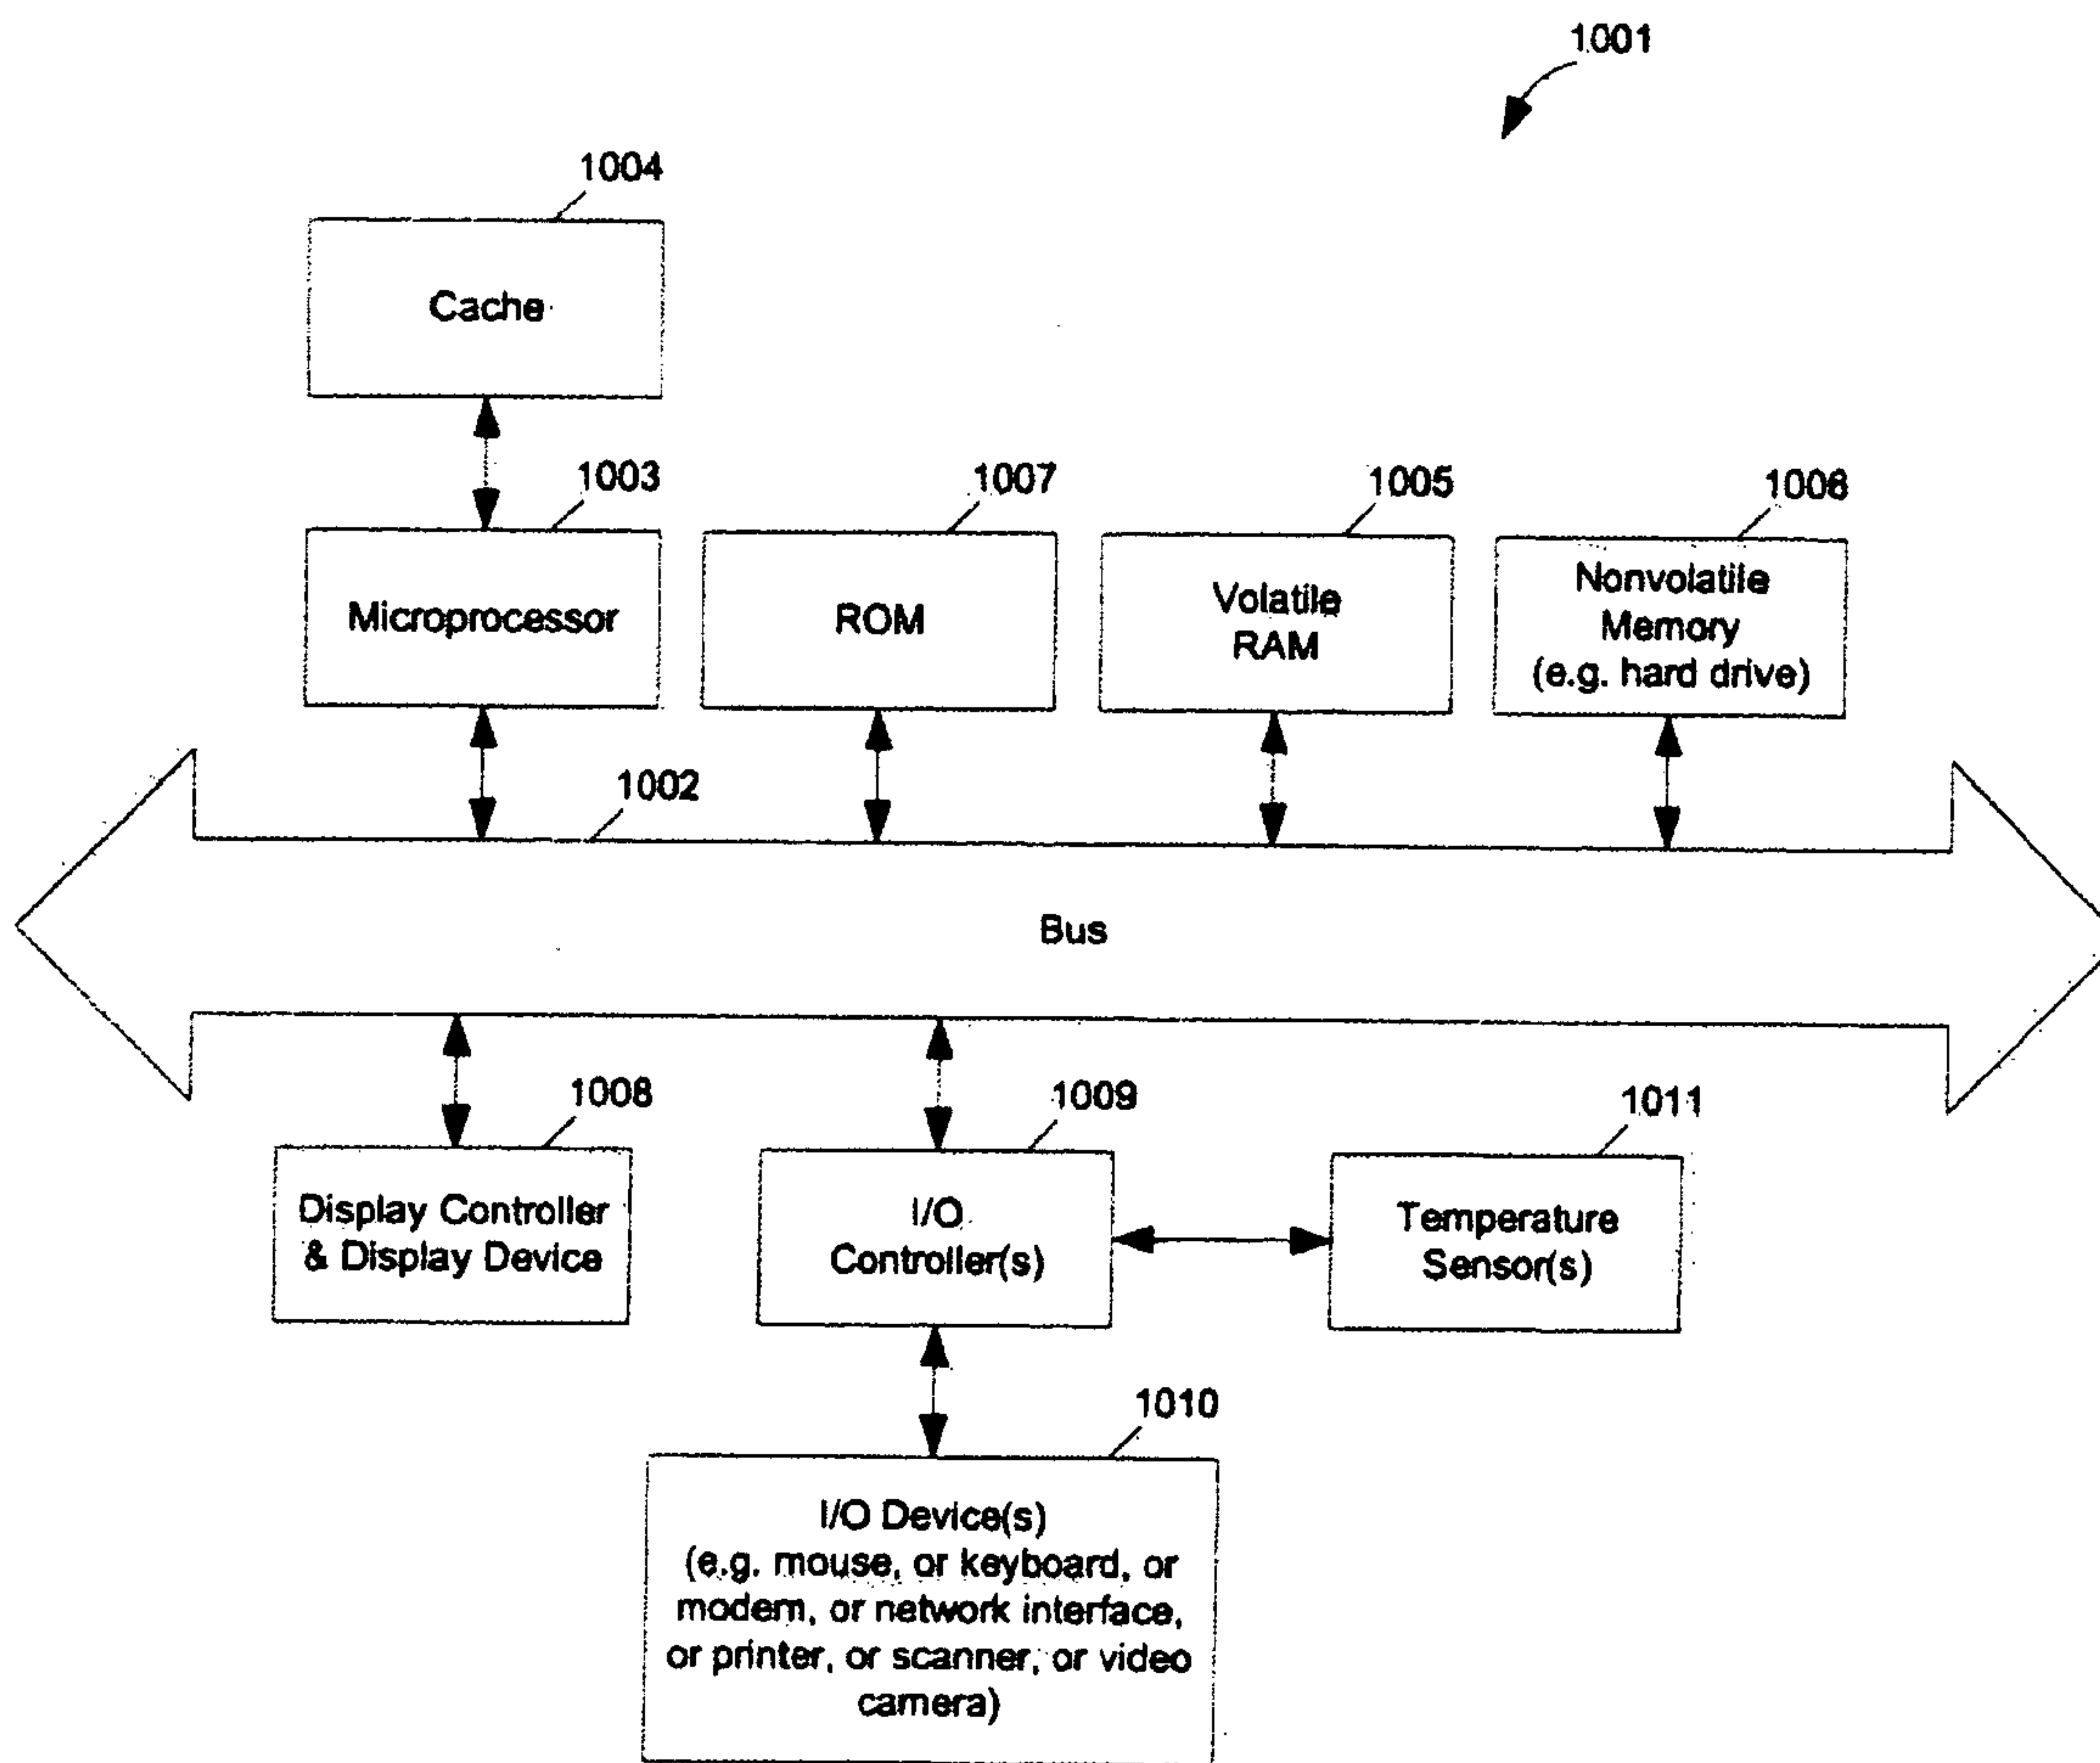 1001
1004
Cache
1003
1007
1005
1006
Microprocessor
ROM
Volatile
RAM
Nonvolatile
Memory
(e.g. hard drive)
1002
Bus
1008
1009
1011
Display Controller
& Display Device
I/O
Controller(s)
Temperature
Sensor(s)
1010
I/O Device(s)
(e.g. mouse, or keyboard, or
modem, or network interface,
or printer, or scanner, or video
camera)